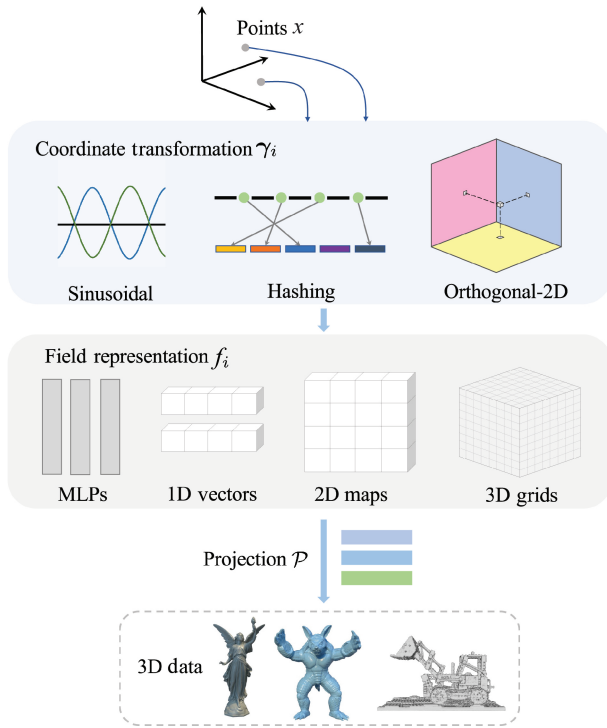 Points x
Coordinate transformation γi
Sinusoidal
Hashing
Orthogonal-2D
Field representation fi
MLPs
1D vectors
2D maps
3D grids
Projection 𝒫
3D data